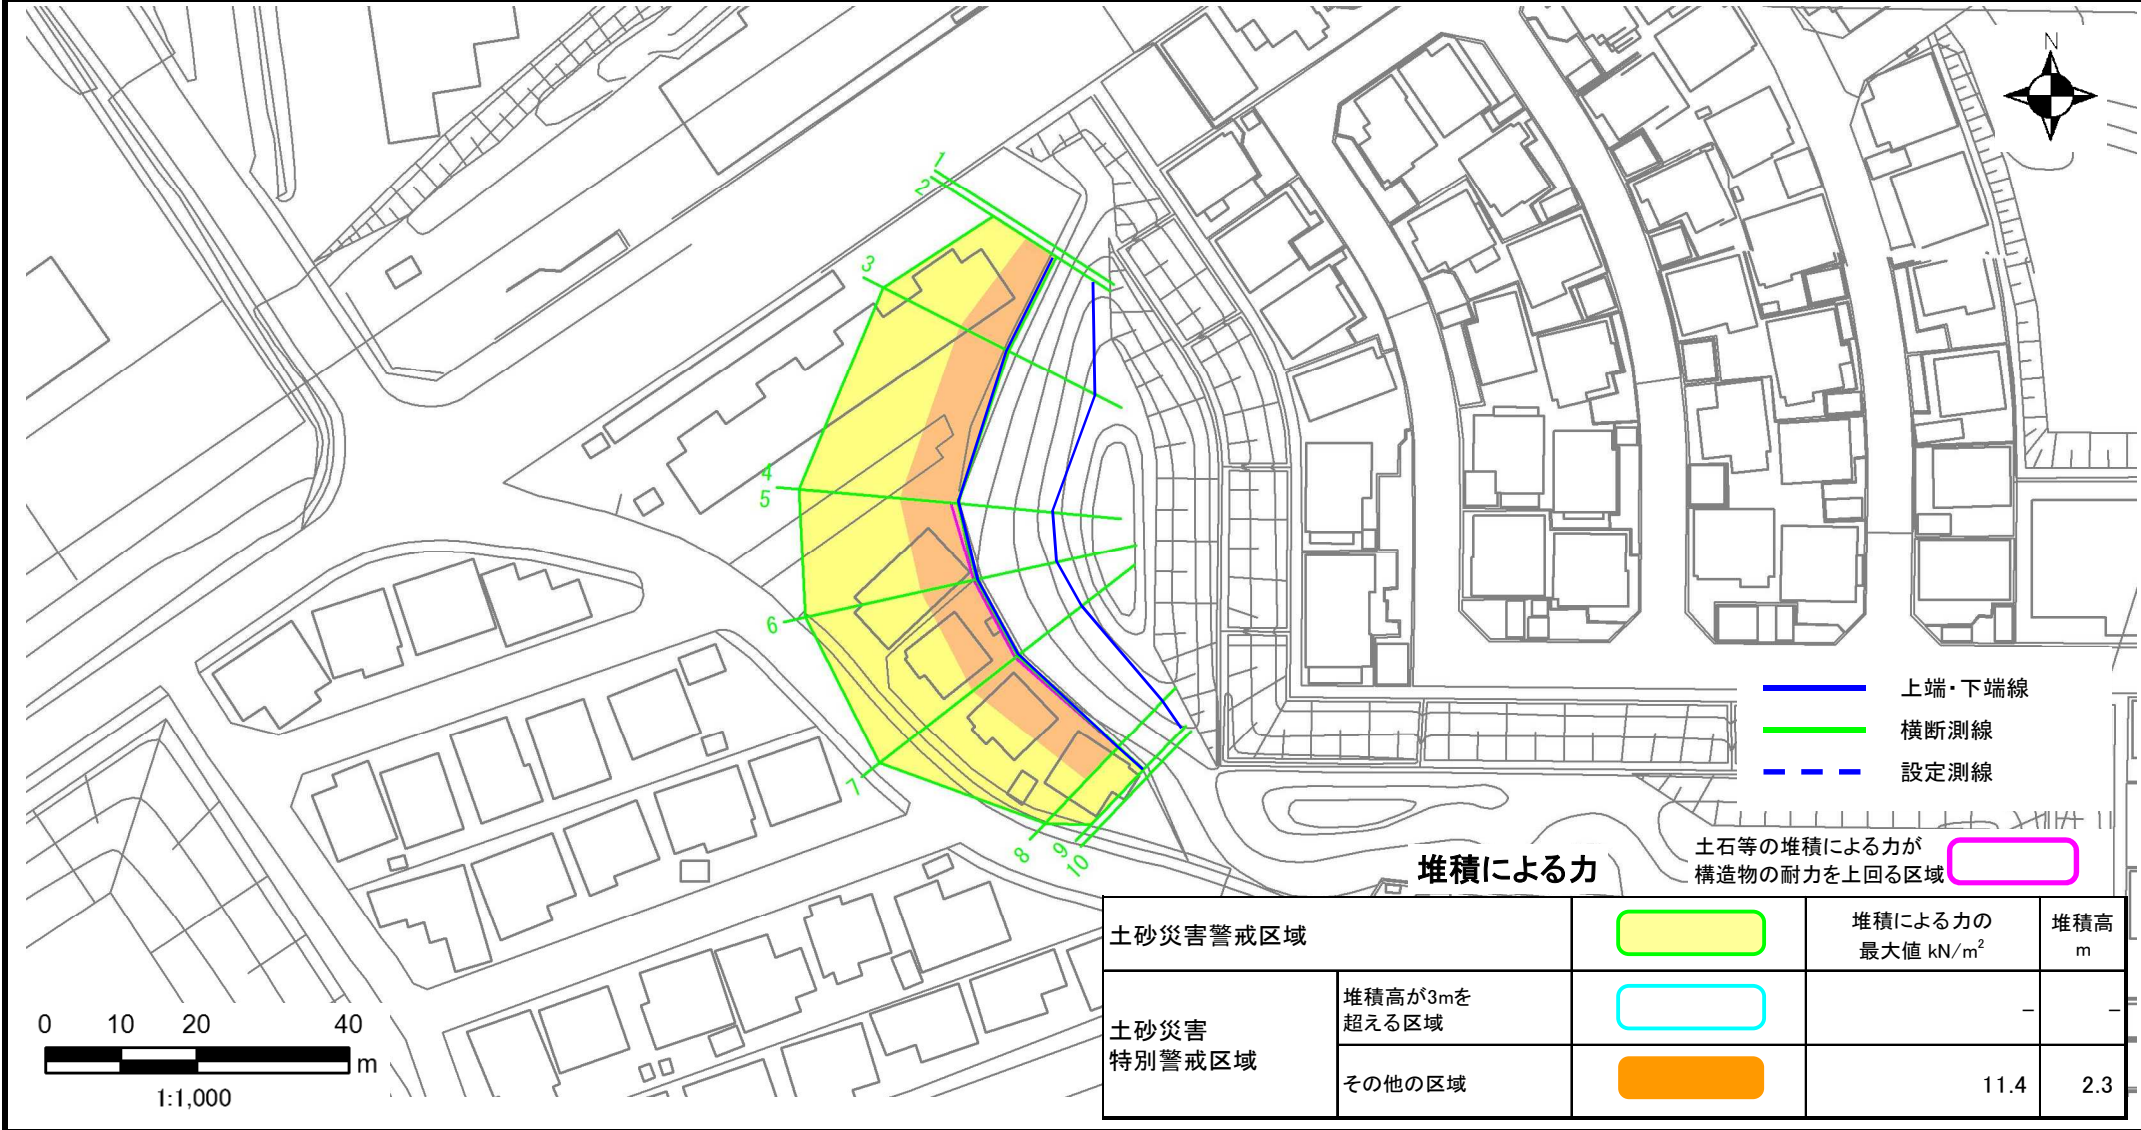 N
1
2
3
4
5
6
7
8
9
10
上端・下端線
横断測線
設定測線
土石等の堆積による力が
構造物の耐力を上回る区域
堆積による力
土砂災害警戒区域
堆積による力の
最大値 kN/m²
堆積高
m
土砂災害
特別警戒区域
堆積高が3mを
超える区域
－
－
その他の区域
11.4
2.3
0 10 20 40
m
1:1,000